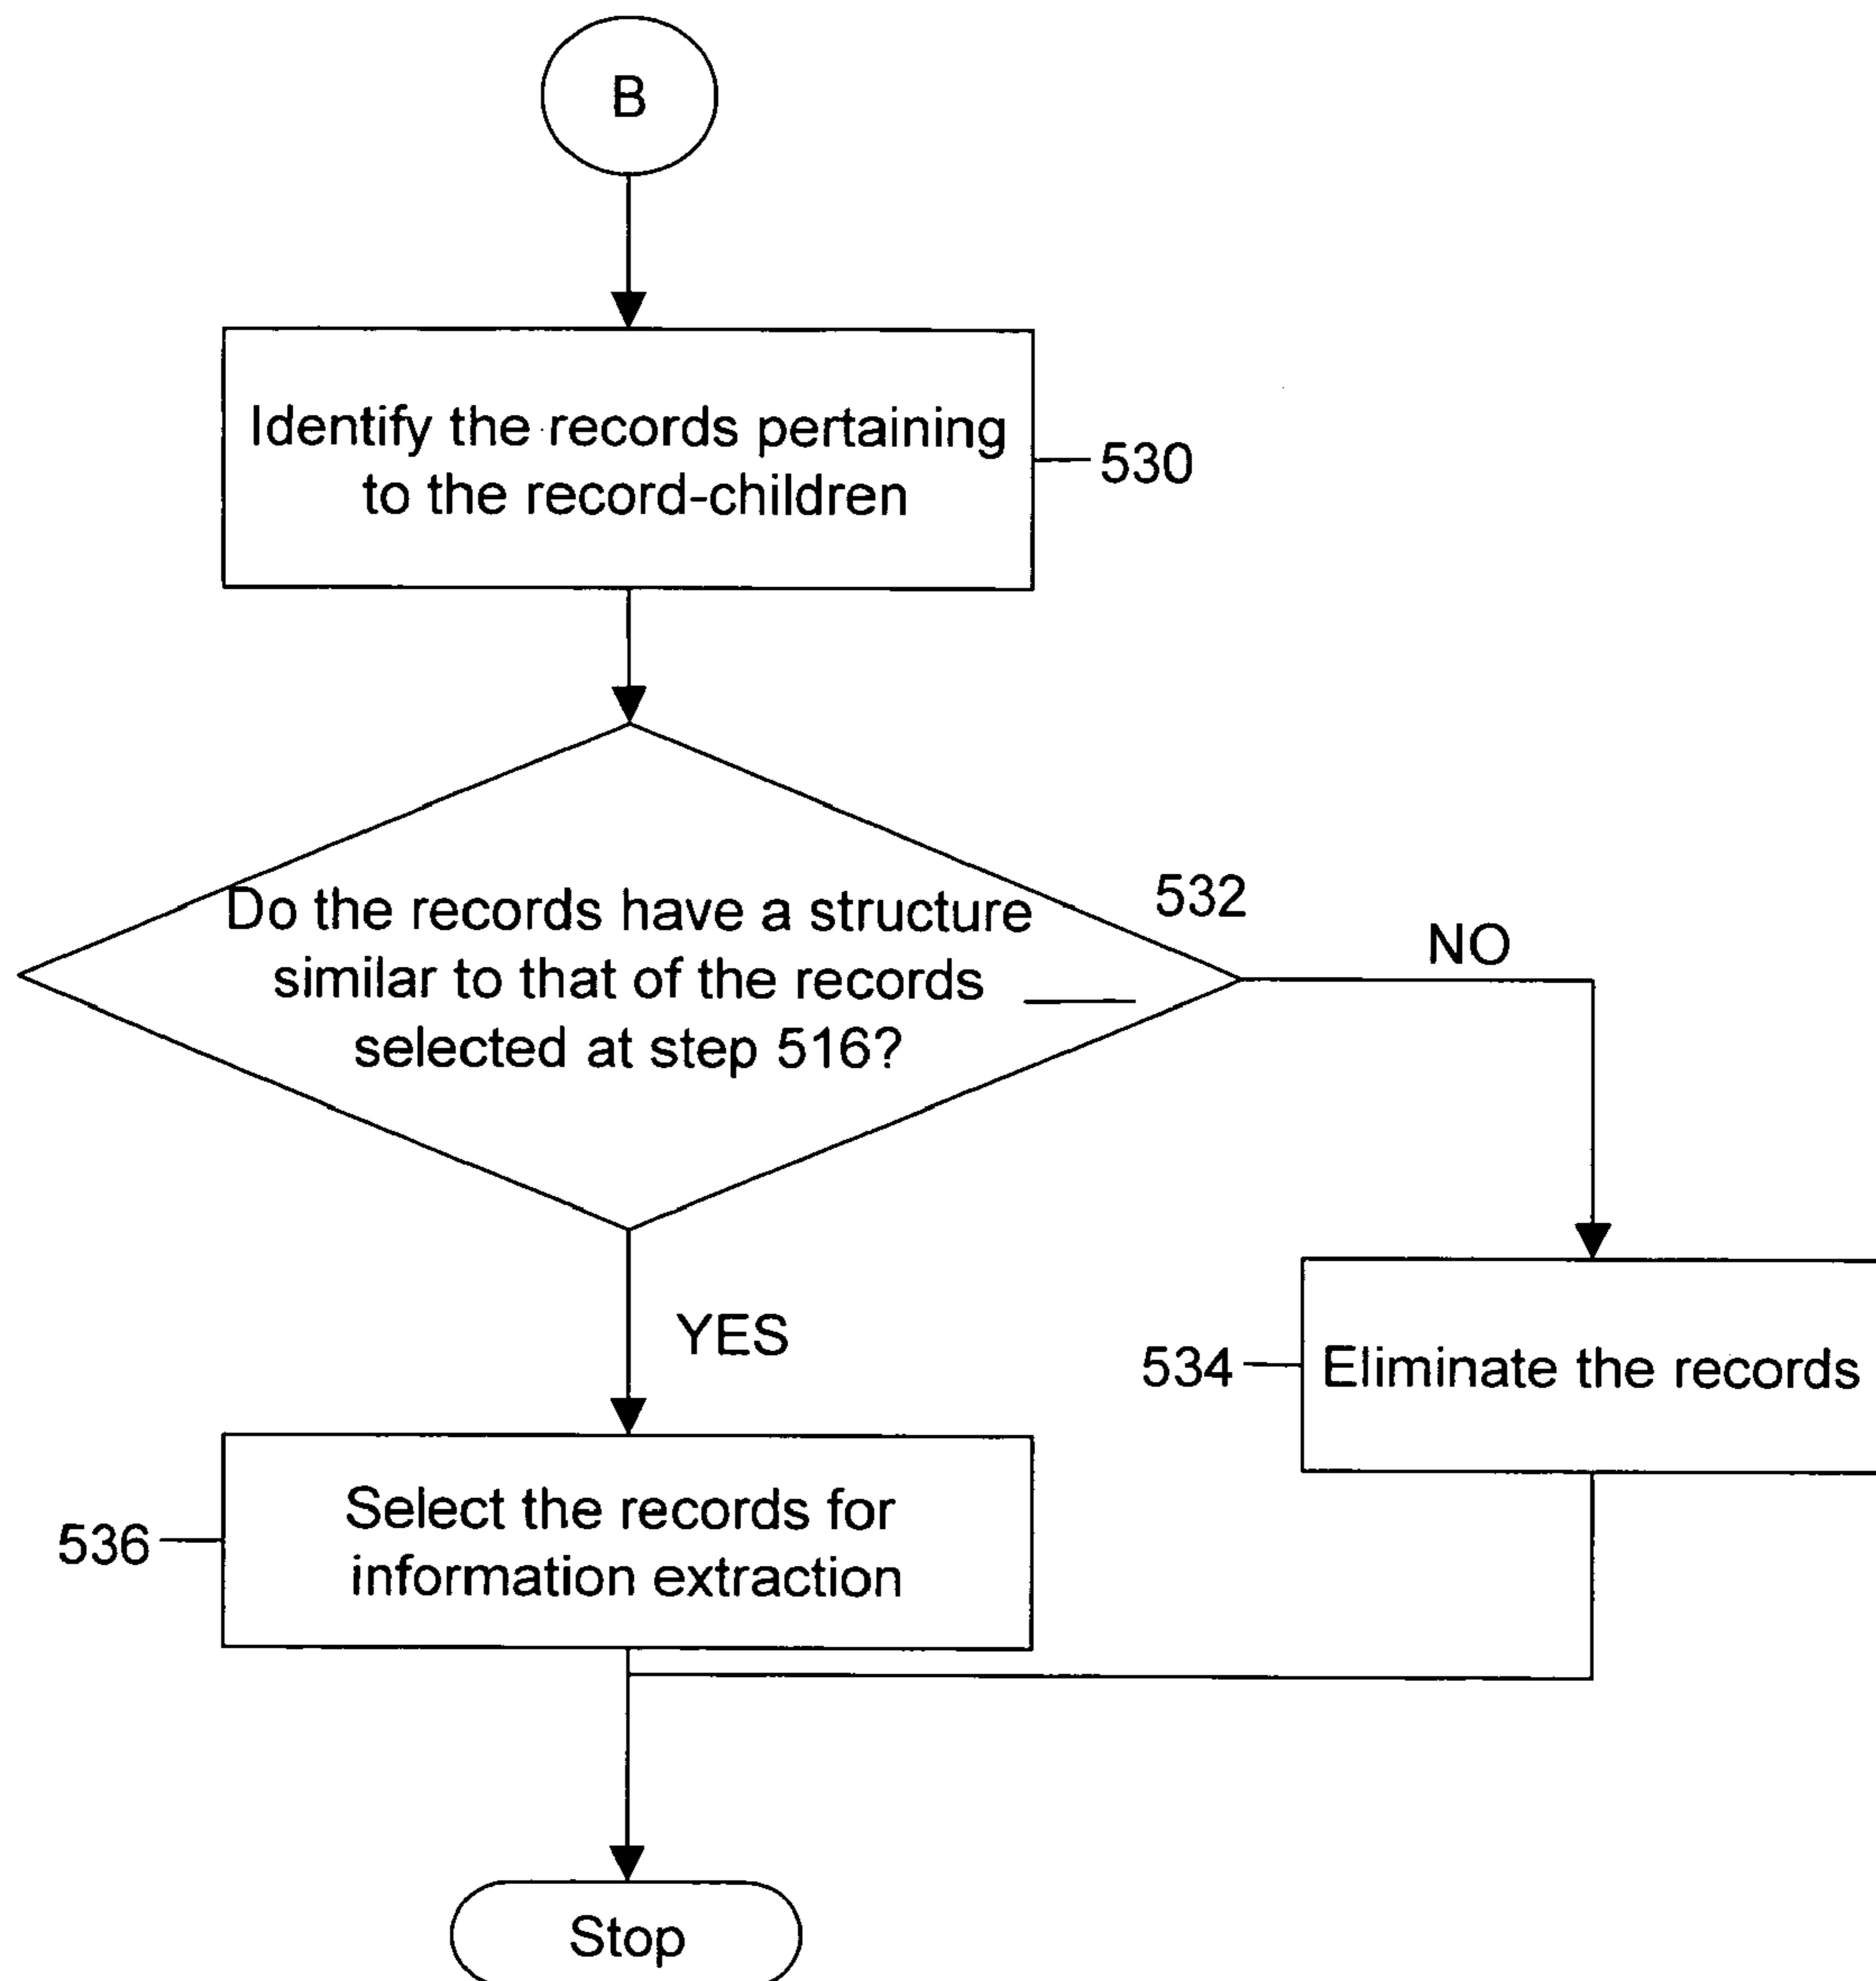 B
Identify the records pertaining
to the record-children
530
Do the records have a structure
similar to that of the records
selected at step 516?
532
NO
YES
534
Eliminate the records
536
Select the records for
information extraction
Stop